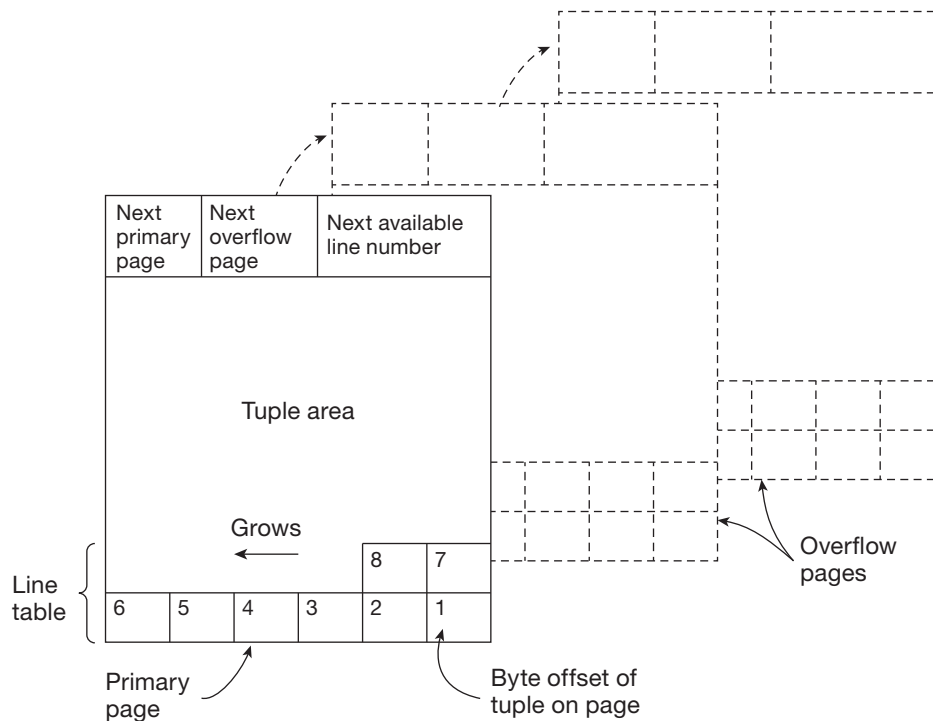 Next
primary
page
Next
overflow
page
Next available
line number
Tuple area
Grows
8 7
Line
table
6 5 4 3 2 1
Overflow
pages
Primary
page
Byte offset of
tuple on page